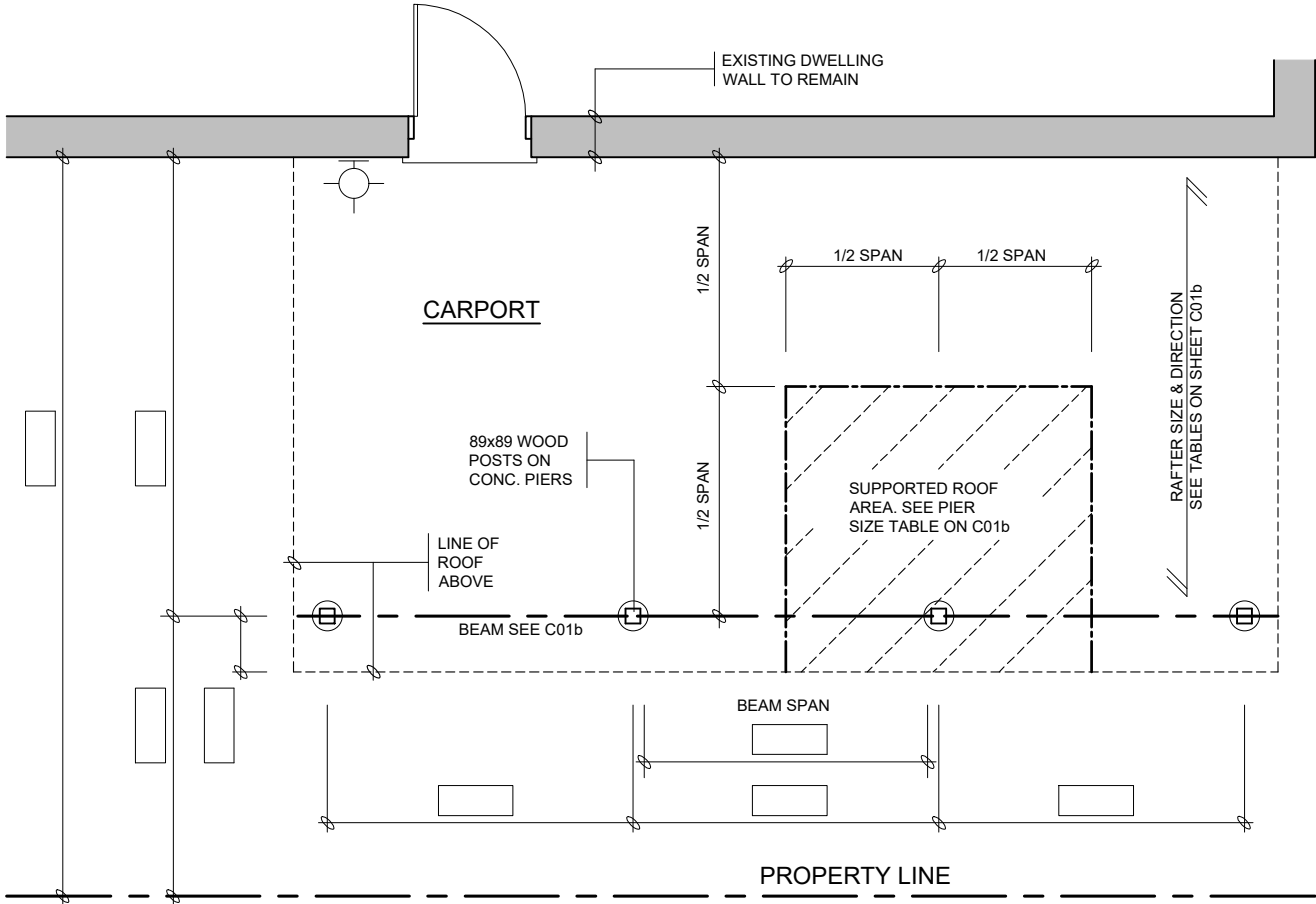 EXISTING DWELLING
WALL TO REMAIN
1/2 SPAN
1/2 SPAN
1/2 SPAN
CARPORT
RAFTER SIZE & DIRECTION
SEE TABLES ON SHEET C01b
89x89 WOOD
POSTS ON
CONC. PIERS
1/2 SPAN
SUPPORTED ROOF
AREA. SEE PIER
SIZE TABLE ON C01b
LINE OF
ROOF
ABOVE
BEAM SEE C01b
BEAM SPAN
PROPERTY LINE